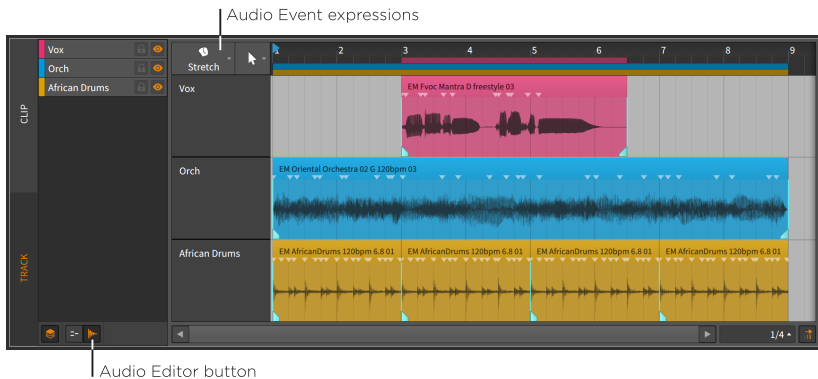 Audio Event expressions
Vox
Orch
African Drums
CLIP
TRACK
Stretch
1 2 3 4 5 6 7 8 9
Vox
EM Fvoc Mantra D freestyle 03
Orch
EM Oriental Orchestra 02 G 120bpm 03
African Drums
EM AfricanDrums 120bpm 6.8 01 EM AfricanDrums 120bpm 6.8 01 EM AfricanDrums 120bpm 6.8 01 EM AfricanDrums 120bpm 6.8 01
1/4
Audio Editor button